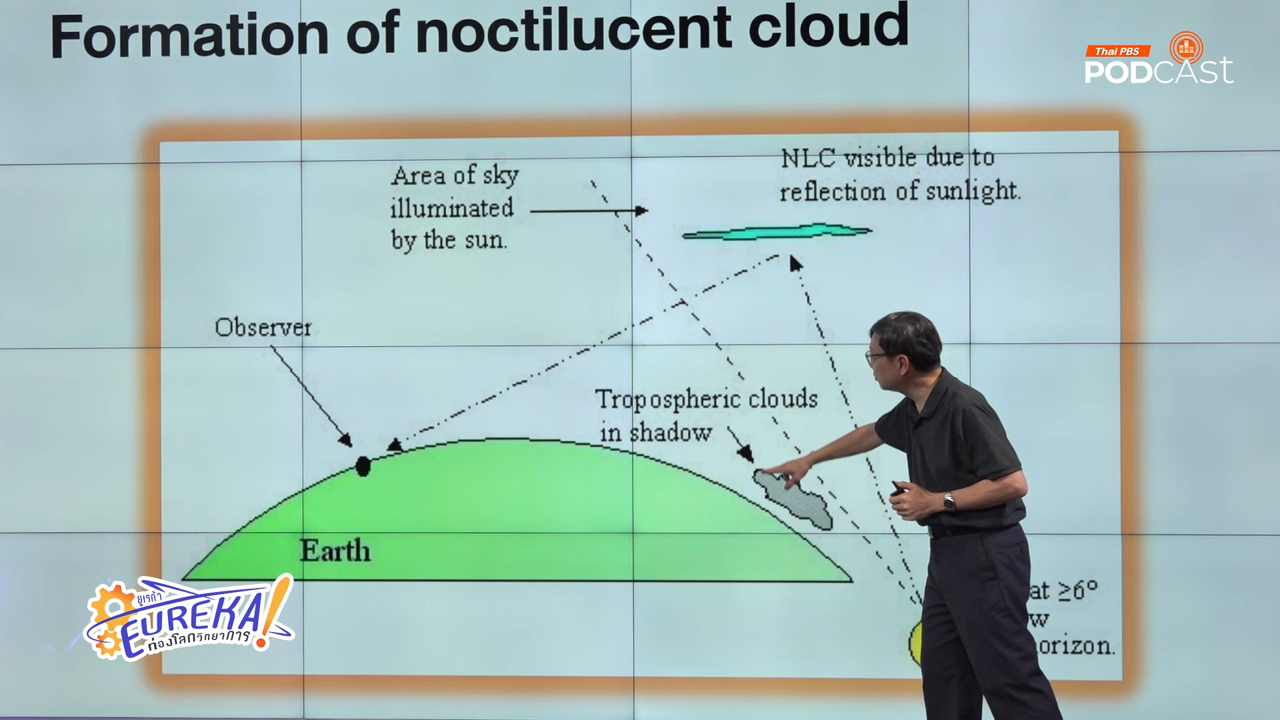 Formation of noctilucent cloud
Thai PBS
PODCASt
Area of sky
illuminated
by the sun.
NLC visible due to
reflection of sunlight.
Observer
Tropospheric clouds
in shadow
Earth
at ≥6°
horizon.
ยูเรก้า
EUREKA!
ท่องโลกวิทยาการ